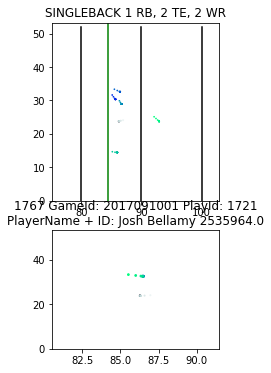 SINGLEBACK 1 RB, 2 TE, 2 WR
50
40
30
20
10
0
80 90 100
1767 GameId: 2017091001 PlayId: 1721
PlayerName + ID: Josh Bellamy 2535964.0
40
20
0
82.5 85.0 87.5 90.0